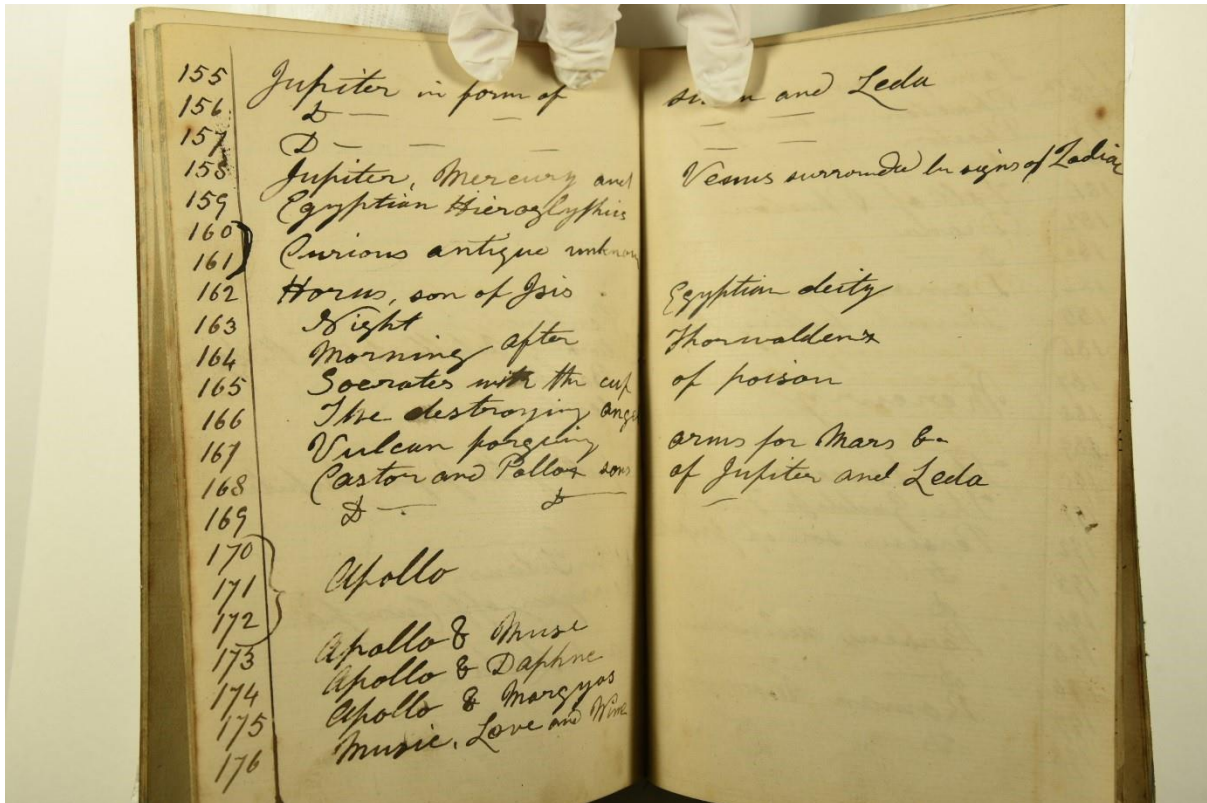 155 Jupiter in form of swan and Leda
156 D — — — —
157 D — — — — —
158 Jupiter, Mercury and Venus surrounded by signs of Zodiac
159 Egyptian Hieroglyphics
160
161 Curious antique unknown
162 Horus, son of Isis Egyptian deity
163 Night
164 Morning after Thorwalden
165 Socrates with the cup of poison
166 The destroying angel
167 Vulcan forging arms for Mars &
168 Castor and Pollox sons of Jupiter and Leda
169 D — D —
170
171 Apollo
172
173 Apollo & Muse
174 Apollo & Daphne
175 Apollo & Margyas
176 Music, Love and Wine